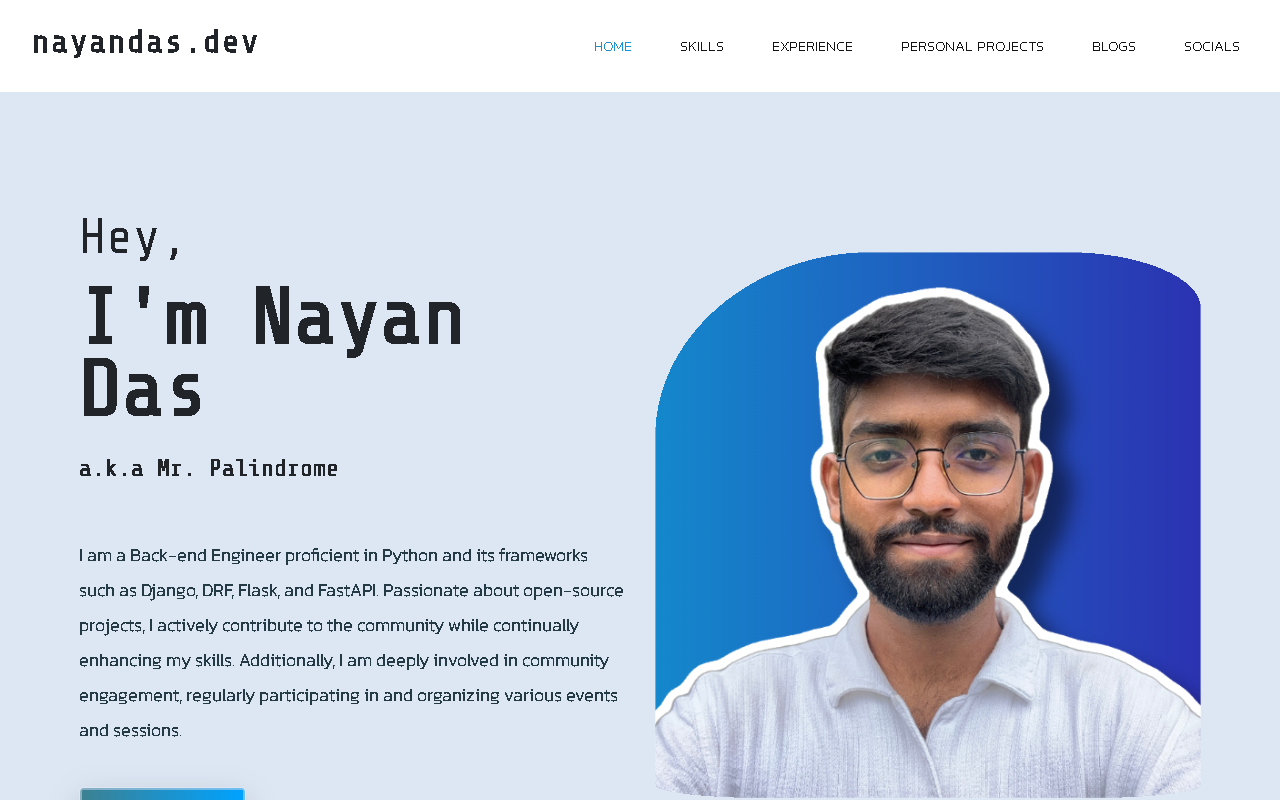 nayandas.dev
HOME SKILLS EXPERIENCE PERSONAL PROJECTS BLOGS SOCIALS
Hey,
I'm Nayan
Das
a.k.a Mr. Palindrome
I am a Back-end Engineer proficient in Python and its frameworks
such as Django, DRF, Flask, and FastAPI. Passionate about open-source
projects, I actively contribute to the community while continually
enhancing my skills. Additionally, I am deeply involved in community
engagement, regularly participating in and organizing various events
and sessions.